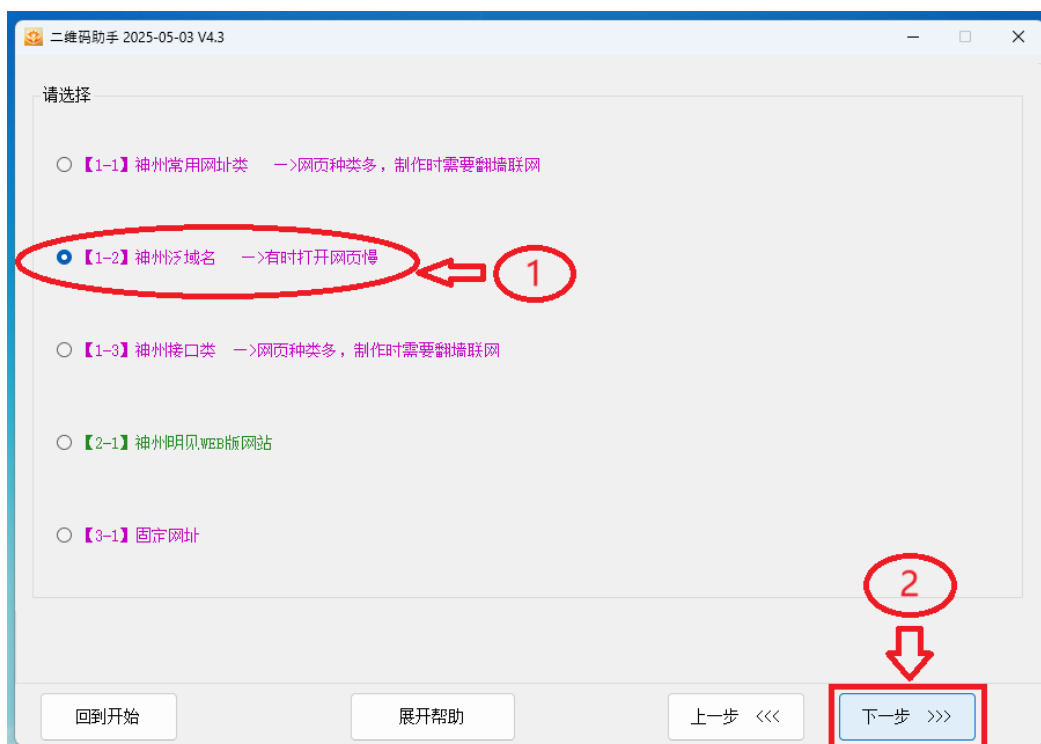 二维码助手 2025-05-03 V4.3
请选择
【1-1】神州常用网址类 —>网页种类多，制作时需要翻墙联网
【1-2】神州泛域名 —>有时打开网页慢
1
【1-3】神州接口类 —>网页种类多，制作时需要翻墙联网
【2-1】神州明见WEB版网站
【3-1】固定网址
2
回到开始
展开帮助
上一步 <<<
下一步 >>>